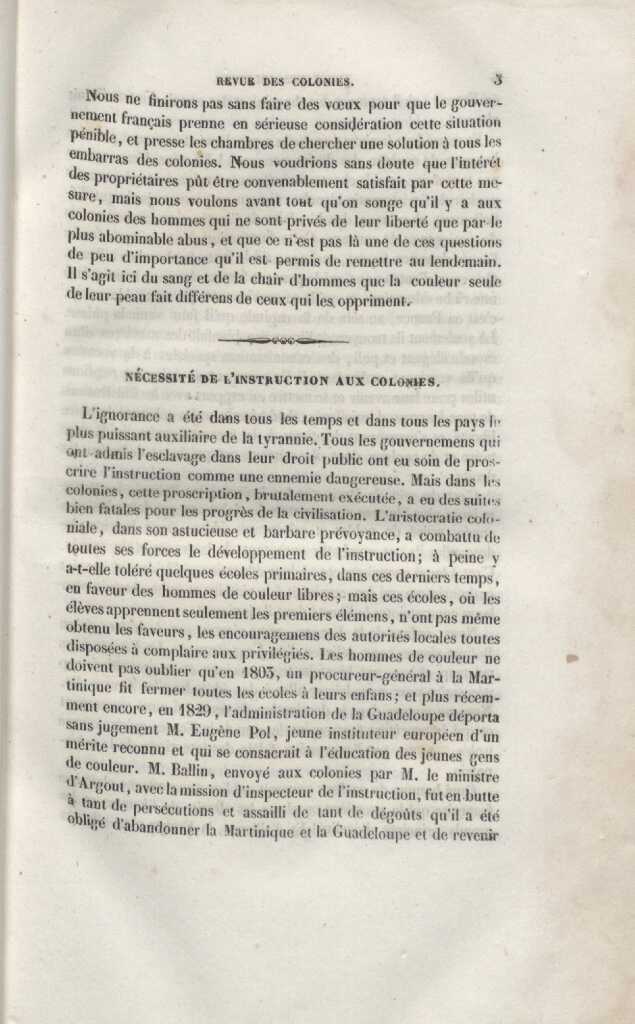 REVUE DES COLONIES. 3
Nous ne finirons pas sans faire des vœux pour que le gouver-
nement français prenne en sérieuse considération cette situation
pénible, et presse les chambres de chercher une solution à tous les
embarras des colonies. Nous voudrions sans doute que l'intérêt
des propriétaires pût être convenablement satisfait par cette me-
sure, mais nous voulons avant tout qu'on songe qu'il y a aux
colonies des hommes qui ne sont privés de leur liberté que par le
plus abominable abus, et que ce n'est pas là une de ces questions
de peu d'importance qu'il est permis de remettre au lendemain.
Il s'agit ici du sang et de la chair d'hommes que la couleur seule
de leur peau fait différens de ceux qui les oppriment.
NÉCESSITÉ DE L'INSTRUCTION AUX COLONIES.
L'ignorance a été dans tous les temps et dans tous les pays le
plus puissant auxiliaire de la tyrannie. Tous les gouvernemens qui
ont admis l'esclavage dans leur droit public ont eu soin de pros-
crire l'instruction comme une ennemie dangereuse. Mais dans les
colonies, cette proscription, brutalement exécutée, a eu des suites
bien fatales pour les progrès de la civilisation. L'aristocratie colo-
niale, dans son astucieuse et barbare prévoyance, a combattu de
toutes ses forces le développement de l'instruction; à peine y
a-t-elle toléré quelques écoles primaires, dans ces derniers temps,
en faveur des hommes de couleur libres; mais ces écoles, où les
élèves apprennent seulement les premiers élémens, n'ont pas même
obtenu les faveurs, les encouragemens des autorités locales toutes
disposées à complaire aux privilégiés. Les hommes de couleur ne
doivent pas oublier qu'en 1803, un procureur-général à la Mar-
tinique fit fermer toutes les écoles à leurs enfans; et plus récem-
ment encore, en 1829, l'administration de la Guadeloupe déporta
sans jugement M. Eugène Pol, jeune instituteur européen d'un
mérite reconnu et qui se consacrait à l'éducation des jeunes gens
de couleur. M. Ballin, envoyé aux colonies par M. le ministre
d'Argout, avec la mission d'inspecteur de l'instruction, fut en butte
à tant de persécutions et assailli de tant de dégoûts qu'il a été
obligé d'abandonner la Martinique et la Guadeloupe et de revenir